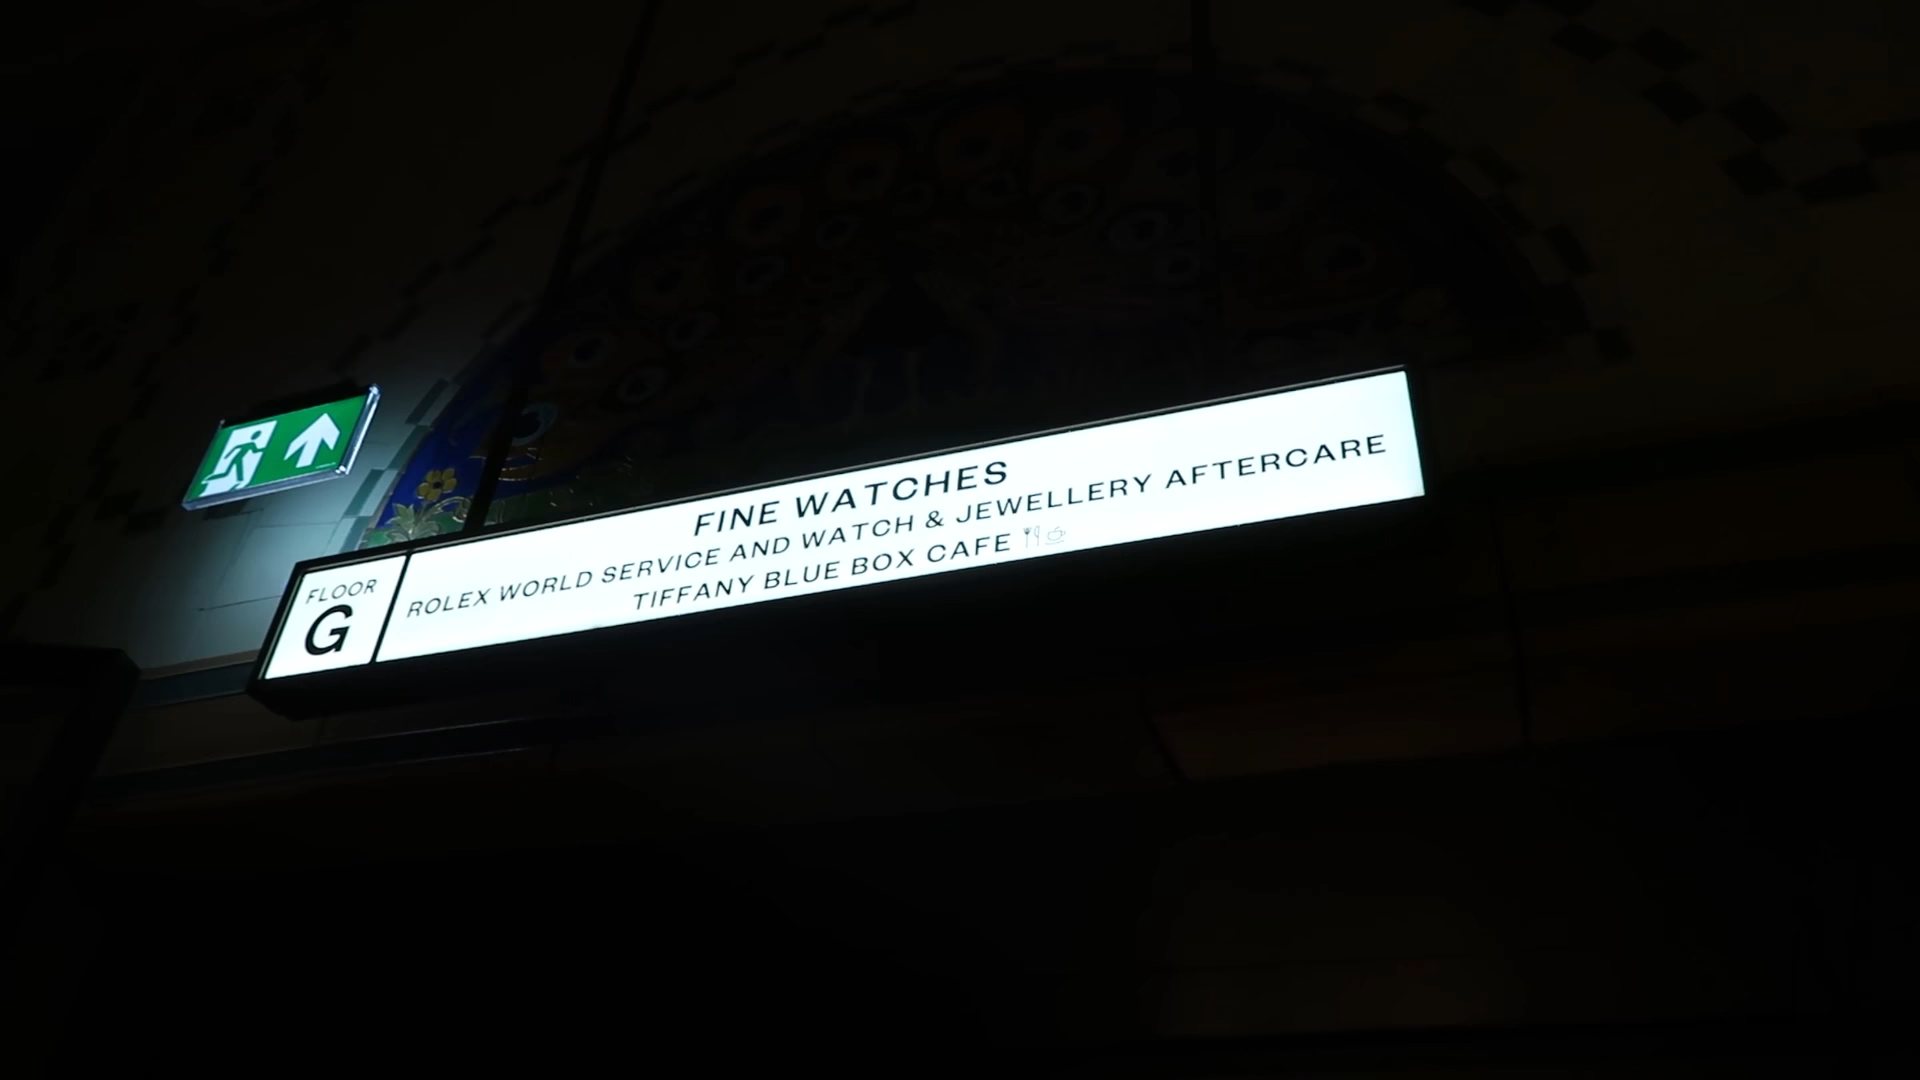 FLOOR
G
FINE WATCHES
ROLEX WORLD SERVICE AND WATCH & JEWELLERY AFTERCARE
TIFFANY BLUE BOX CAFE